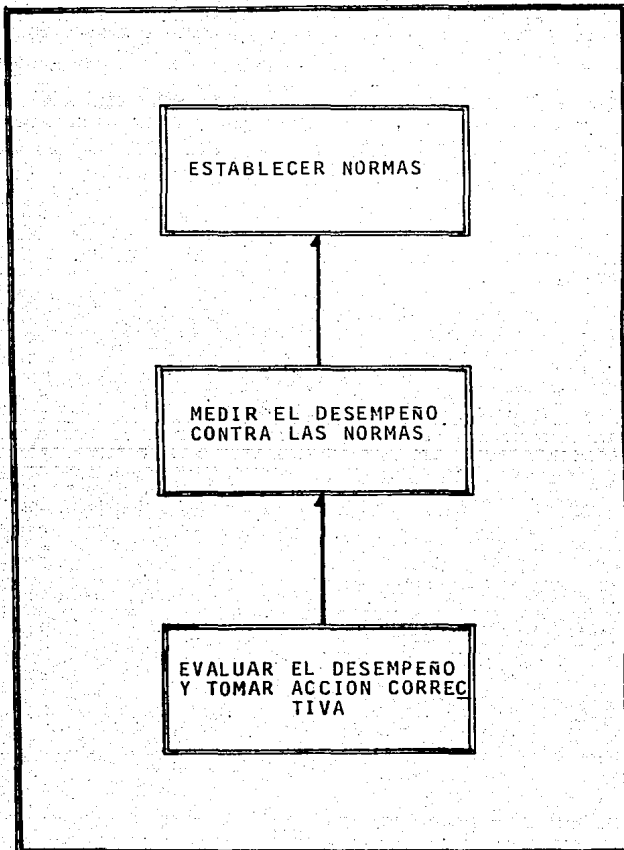 ESTABLECER NORMAS
MEDIR EL DESEMPEÑO
CONTRA LAS NORMAS
EVALUAR EL DESEMPEÑO
Y TOMAR ACCION CORREC
TIVA